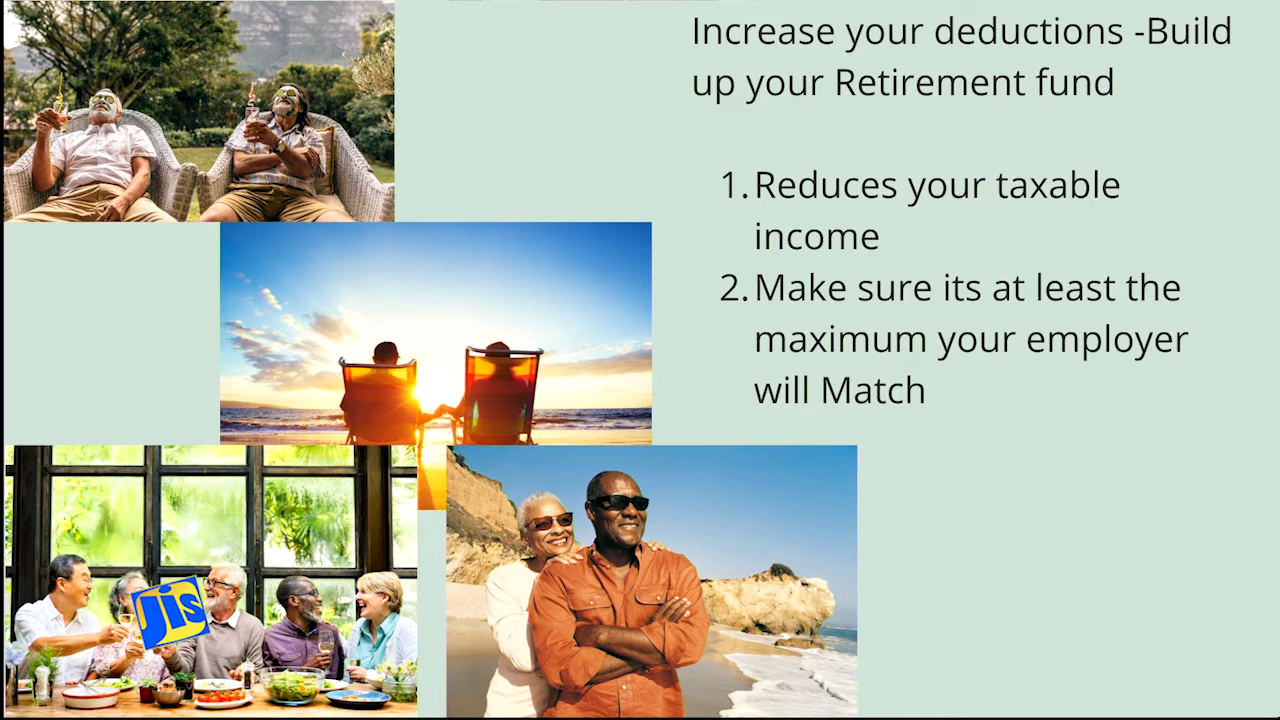 Increase your deductions -Build
up your Retirement fund
1. Reduces your taxable
income
2. Make sure its at least the
maximum your employer
will Match
jis